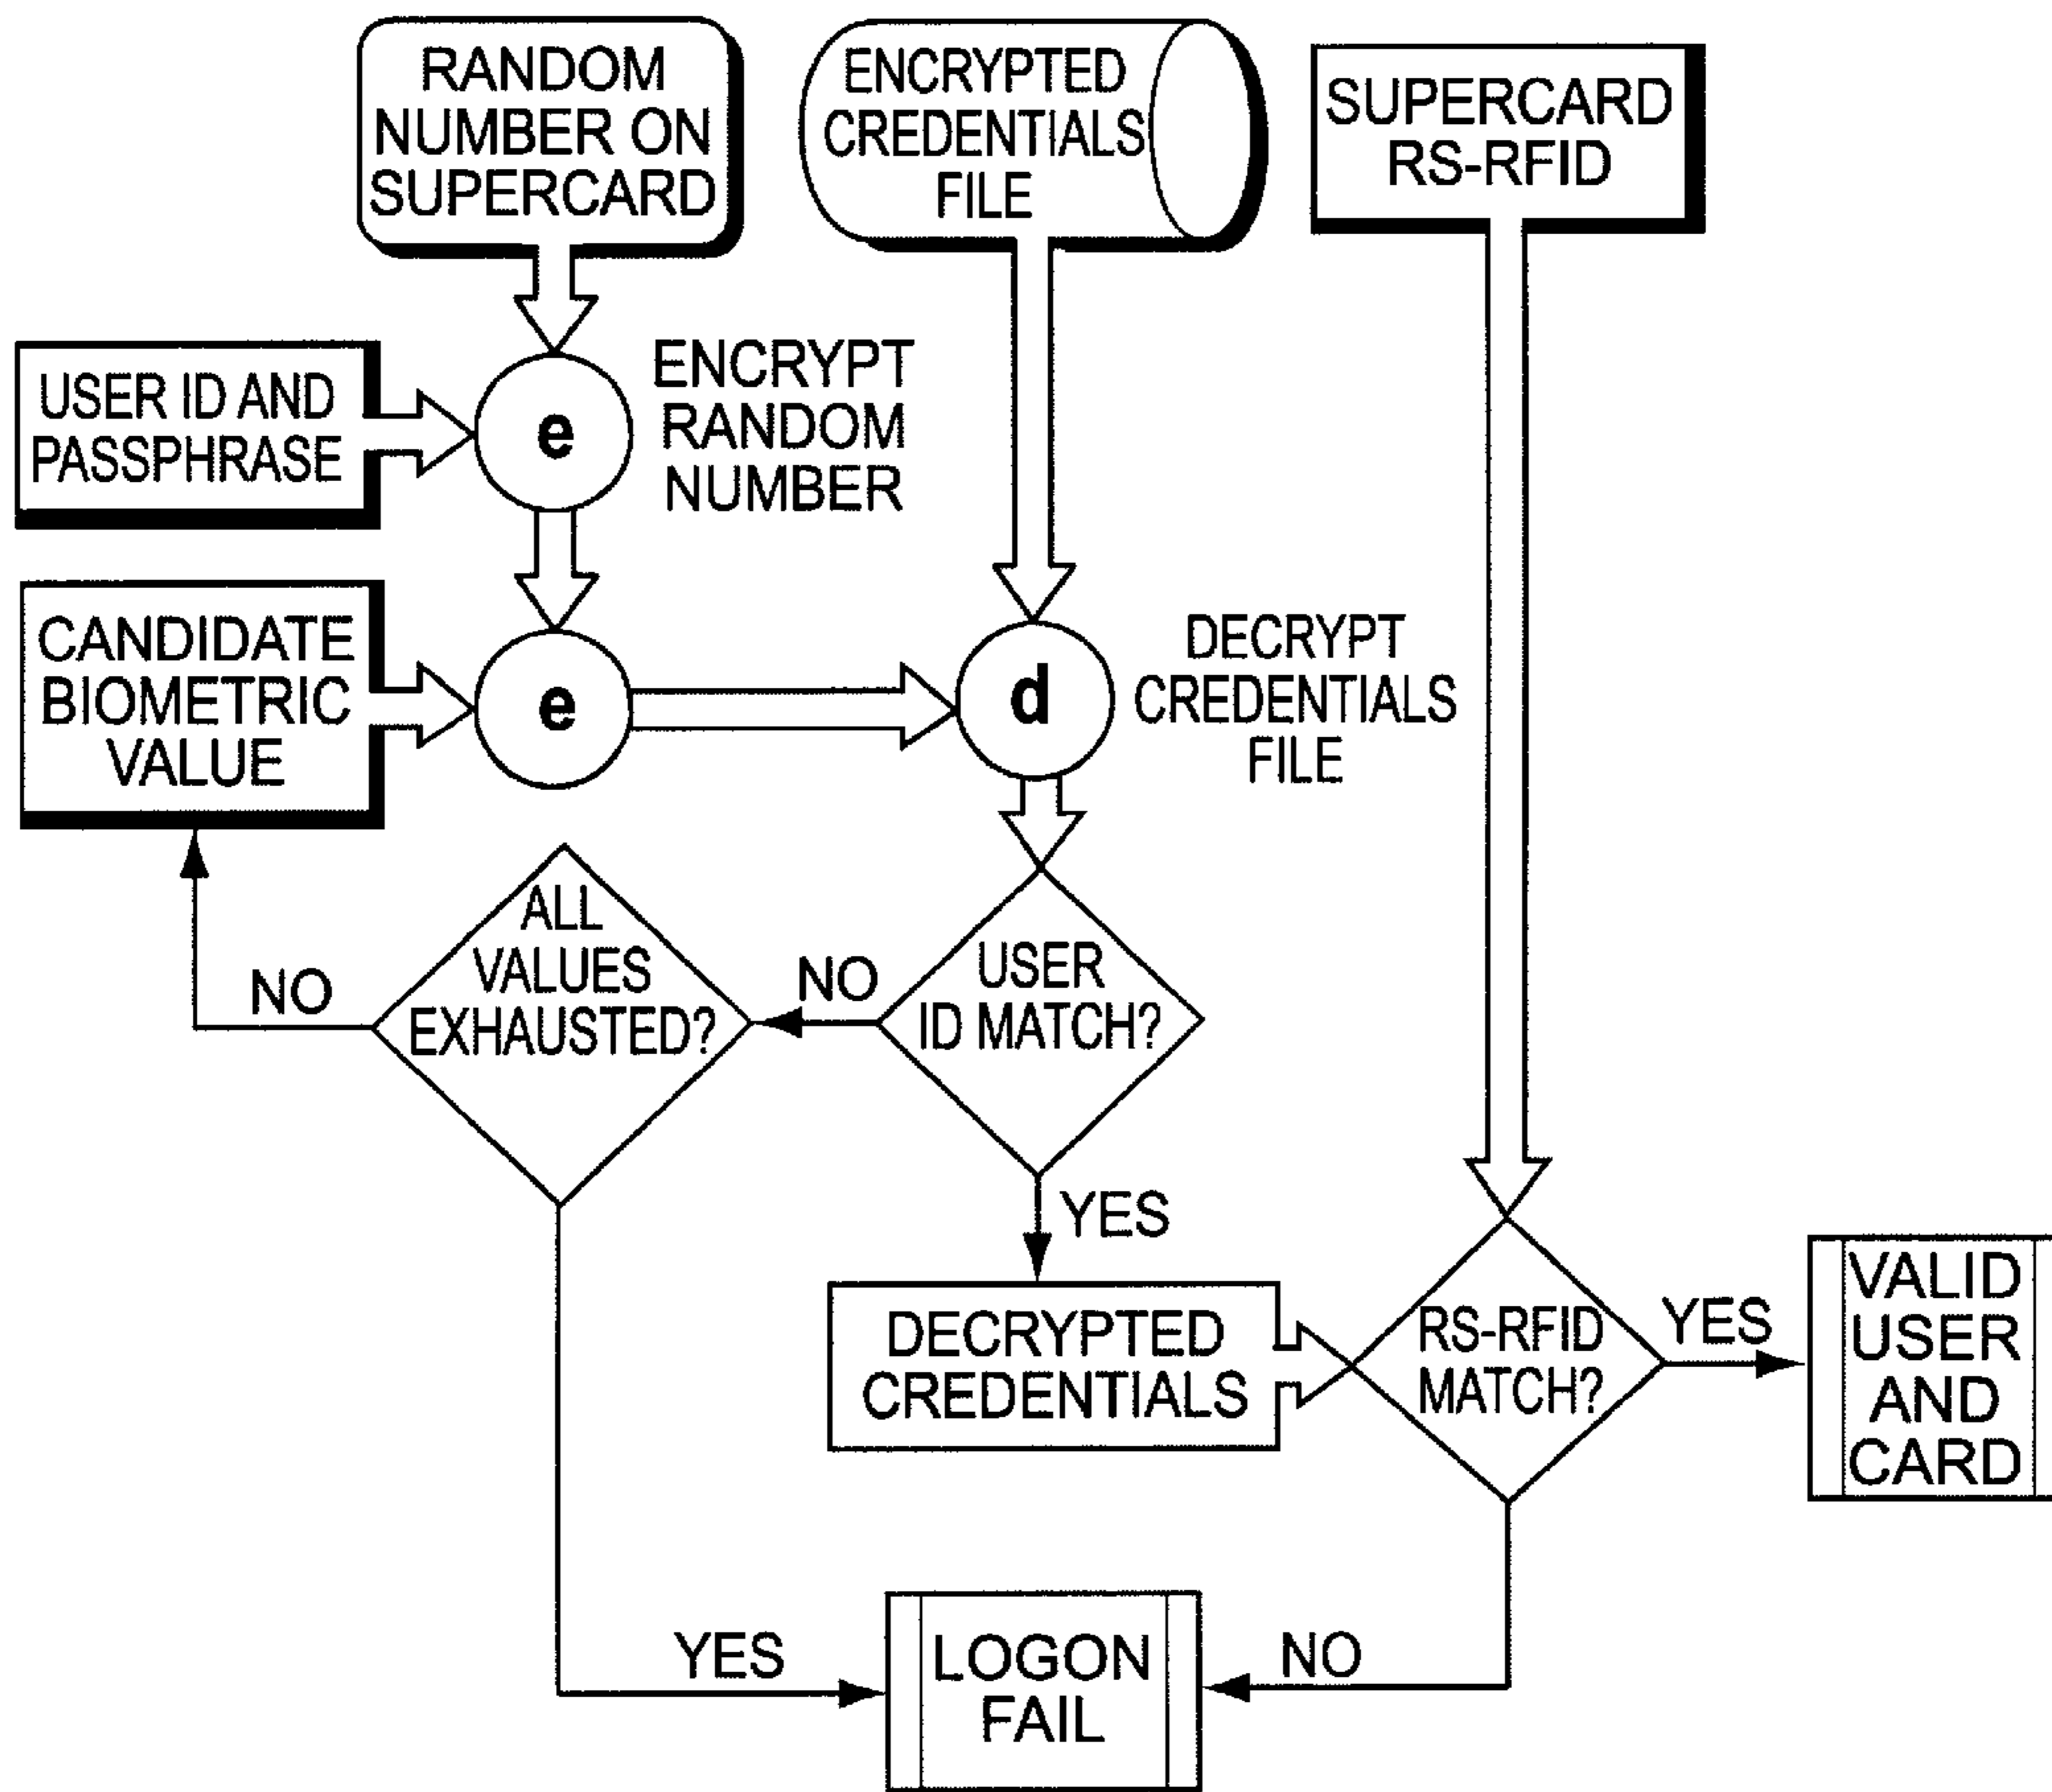 RANDOM
NUMBER ON
SUPERCARD
ENCRYPTED
CREDENTIALS
FILE
SUPERCARD
RS-RFID
USER ID AND
PASSPHRASE
e
ENCRYPT
RANDOM
NUMBER
CANDIDATE
BIOMETRIC
VALUE
e
d
DECRYPT
CREDENTIALS
FILE
ALL
VALUES
EXHAUSTED?
NO
NO
USER
ID MATCH?
YES
DECRYPTED
CREDENTIALS
RS-RFID
MATCH?
YES
VALID
USER
AND
CARD
YES
LOGON
FAIL
NO